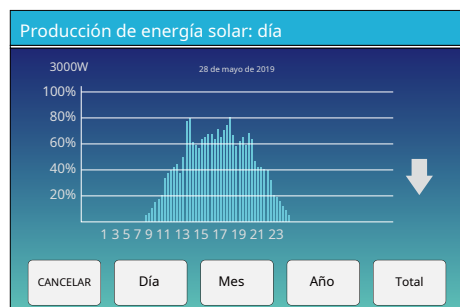 Producción de energía solar: día
3000W
28 de mayo de 2019
100%
80%
60%
40%
20%
1 3 5 7 9 11 13 15 17 19 21 23
CANCELAR
Día
Mes
Año
Total